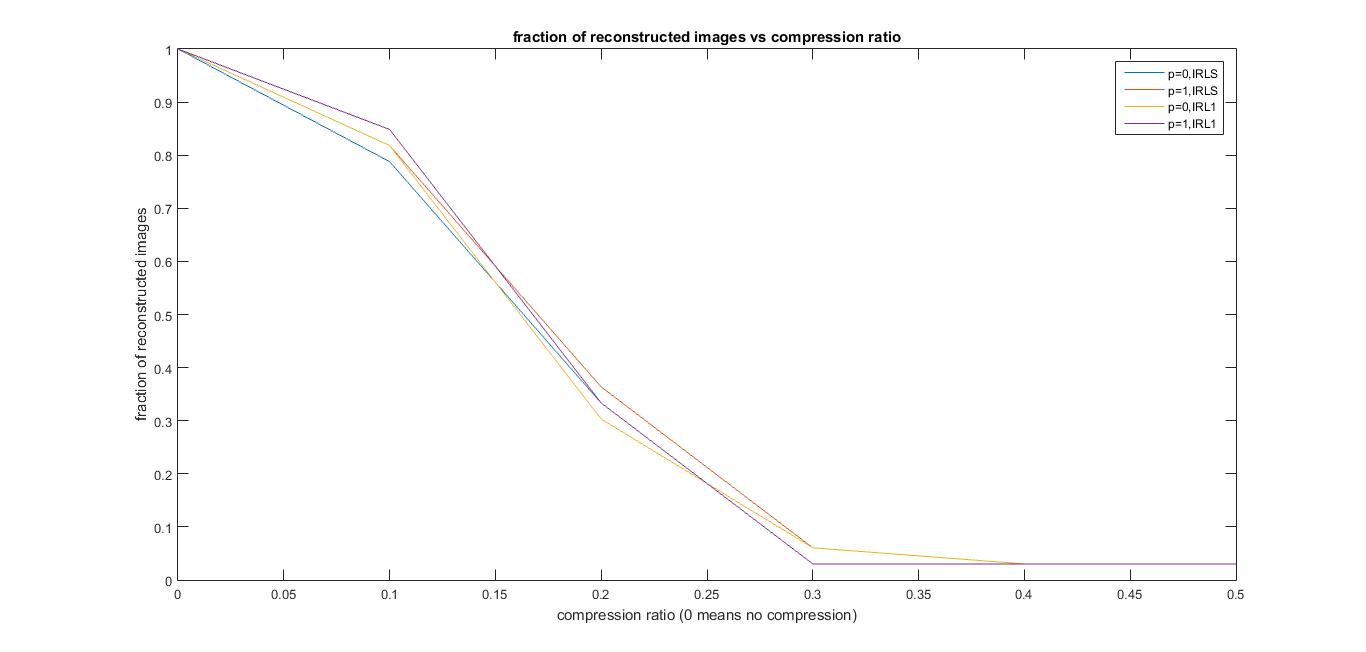 fraction of reconstructed images vs compression ratio
p=0,IRLS
p=1,IRLS
p=0,IRL1
p=1,IRL1
fraction of reconstructed images
1
0.9
0.8
0.7
0.6
0.5
0.4
0.3
0.2
0.1
0
0 0.05 0.1 0.15 0.2 0.25 0.3 0.35 0.4 0.45 0.5
compression ratio (0 means no compression)